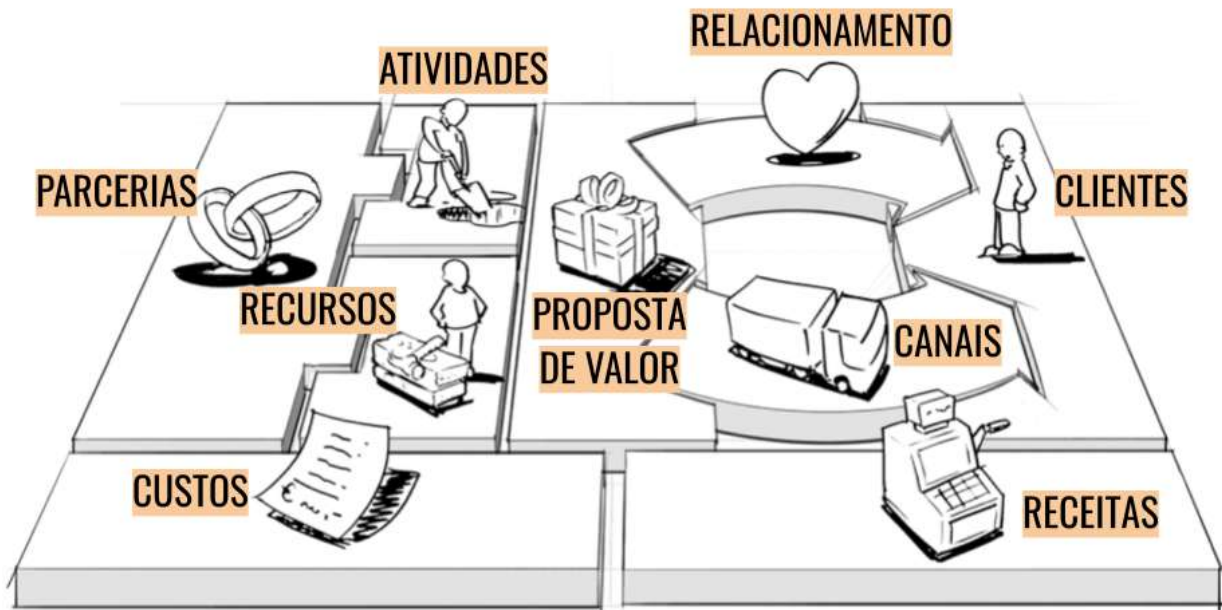 RELACIONAMENTO
ATIVIDADES
PARCERIAS
CLIENTES
RECURSOS
PROPOSTA
DE VALOR
CANAIS
CUSTOS
RECEITAS